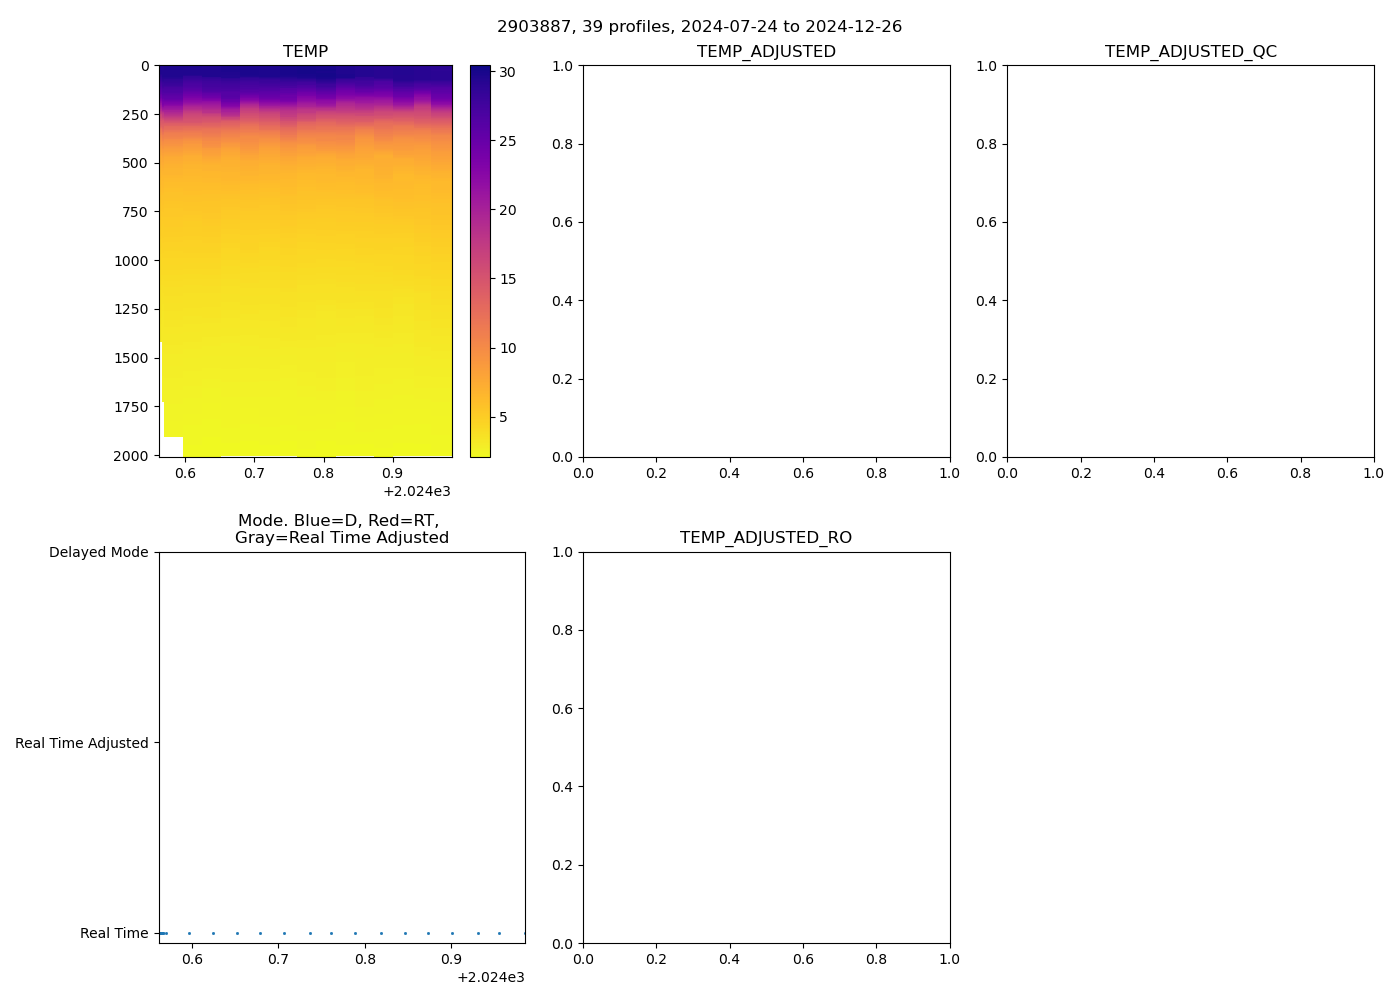 2903887, 39 profiles, 2024-07-24 to 2024-12-26
TEMP
TEMP_ADJUSTED
TEMP_ADJUSTED_QC
0
250
500
750
1000
1250
1500
1750
2000
0.6 0.7 0.8 0.9
+2.024e3
30
25
20
15
10
5
1.0
0.8
0.6
0.4
0.2
0.0
0.0 0.2 0.4 0.6 0.8 1.0
1.0
0.8
0.6
0.4
0.2
0.0
0.0 0.2 0.4 0.6 0.8 1.0
Mode. Blue=D, Red=RT,
Gray=Real Time Adjusted
Delayed Mode
Real Time Adjusted
Real Time
0.6 0.7 0.8 0.9
+2.024e3
TEMP_ADJUSTED_RO
1.0
0.8
0.6
0.4
0.2
0.0
0.0 0.2 0.4 0.6 0.8 1.0